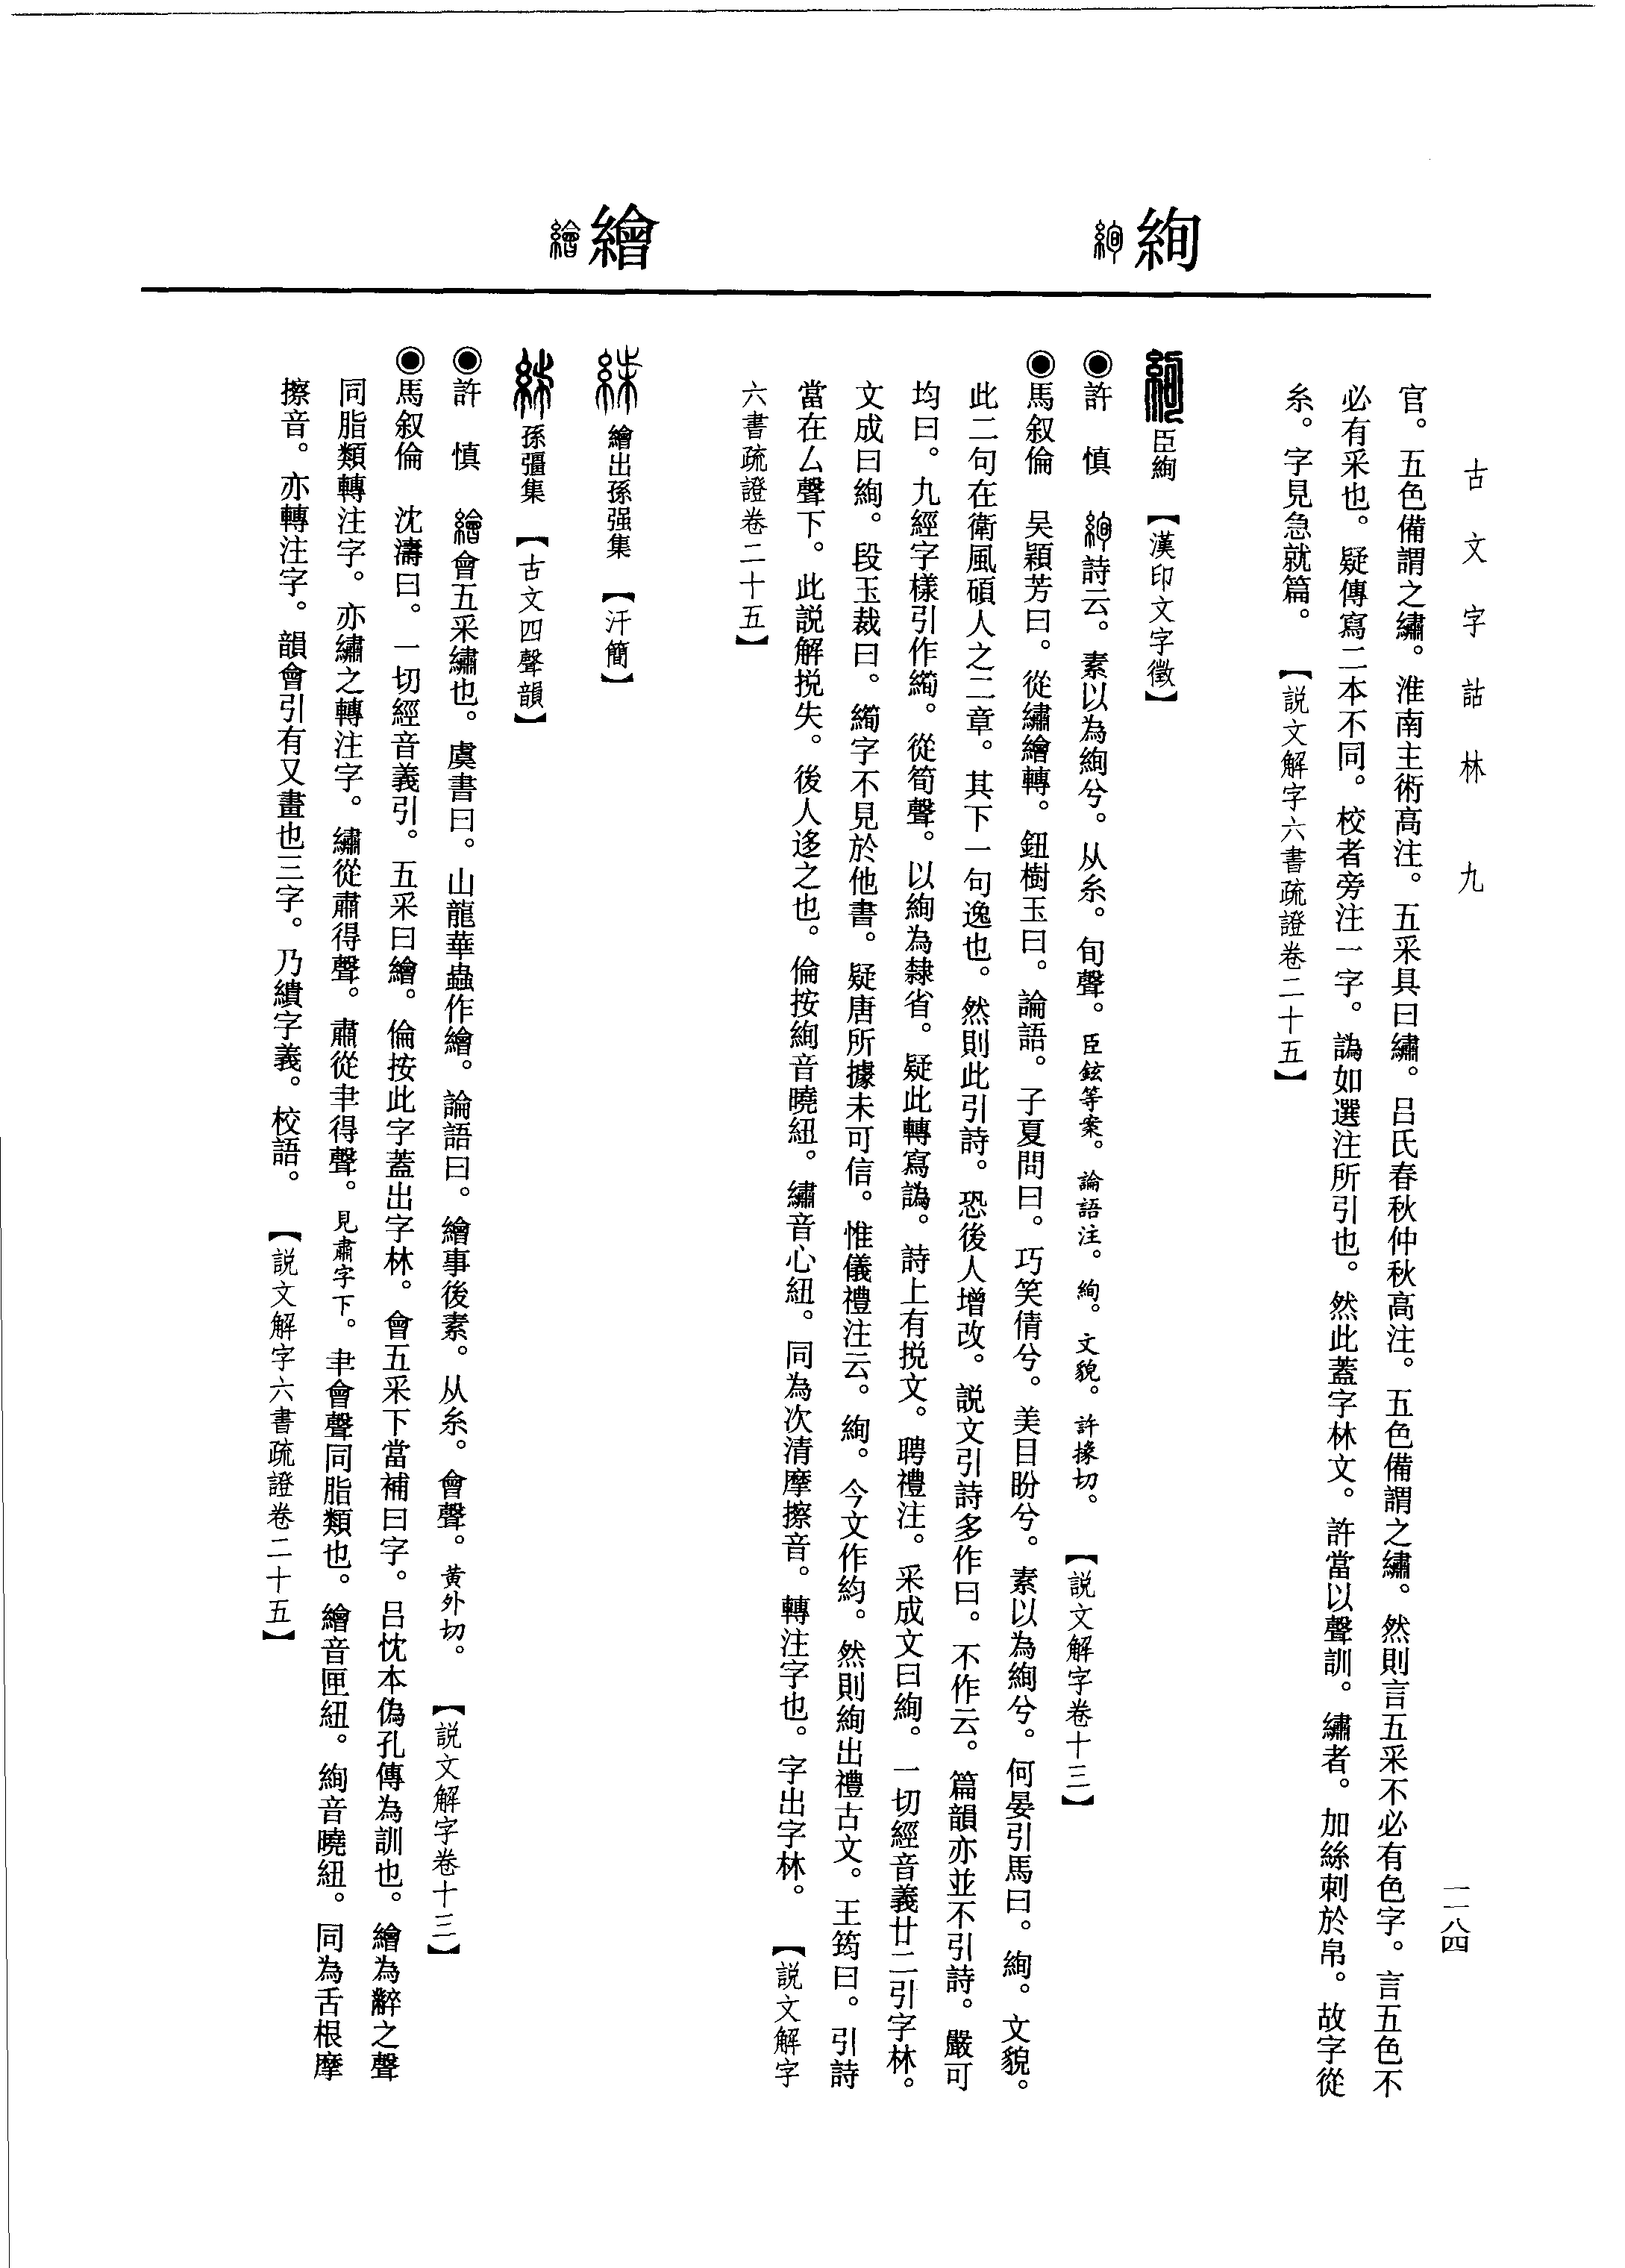 古文字詁林　九
一一八四
官。五色備謂之繡。淮南主術高注。五采具曰繡。呂氏春秋仲秋高注。五色備謂之繡。然則言五采不必有色字。言五色不
必有采也。疑傳寫二本不同。校者旁注一字。譌如選注所引也。然此蓋字林文。許當以聲訓。繡者。加絲刺於帛。故字從
糸。字見急就篇。　【説文解字六書疏證卷二十五】
絢
臣絢　【漢印文字徵】
◉許　慎　絢詩云。素以為絢兮。从糸。旬聲。臣鉉等案。論語注。絢。文貌。許掾切。　【説文解字卷十三】
◉馬叙倫　吴穎芳曰。從繡繪轉。鈕樹玉曰。論語。子夏問曰。巧笑倩兮。美目盼兮。素以為絢兮。何晏引馬曰。絢。文貌。
此二句在衛風碩人之二章。其下一句逸也。然則此引詩。恐後人增改。説文引詩多作曰。不作云。篇韻亦並不引詩。嚴可
均曰。九經字樣引作䋸。從筍聲。以絢為隸省。疑此轉寫譌。詩上有挩文。聘禮注。采成文曰絢。一切經音義廿二引字林。
文成曰絢。段玉裁曰。䋸字不見於他書。疑唐所據未可信。惟儀禮注云。絢。今文作約。然則絢出禮古文。王筠曰。引詩
當在厶聲下。此説解挩失。後人迻之也。倫按絢音曉紐。繡音心紐。同為次清摩擦音。轉注字也。字出字林。　【説文解字
六書疏證卷二十五】
繪
繪出孫强集　【汗簡】
孫彊集　【古文四聲韻】
◉許　慎　繪會五采繡也。虞書曰。山龍華蟲作繪。論語曰。繪事後素。从糸。會聲。黃外切。　【説文解字卷十三】
◉馬叙倫　沈濤曰。一切經音義引。五采曰繪。倫按此字蓋出字林。會五采下當補曰字。呂忱本偽孔傳為訓也。繪為辭之聲
同脂類轉注字。亦繡之轉注字。繡從肅得聲。肅從聿得聲。見肅字下。聿會聲同脂類也。繪音匣紐。絢音曉紐。同為舌根摩
擦音。亦轉注字。韻會引有又畫也三字。乃繢字義。校語。　【説文解字六書疏證卷二十五】